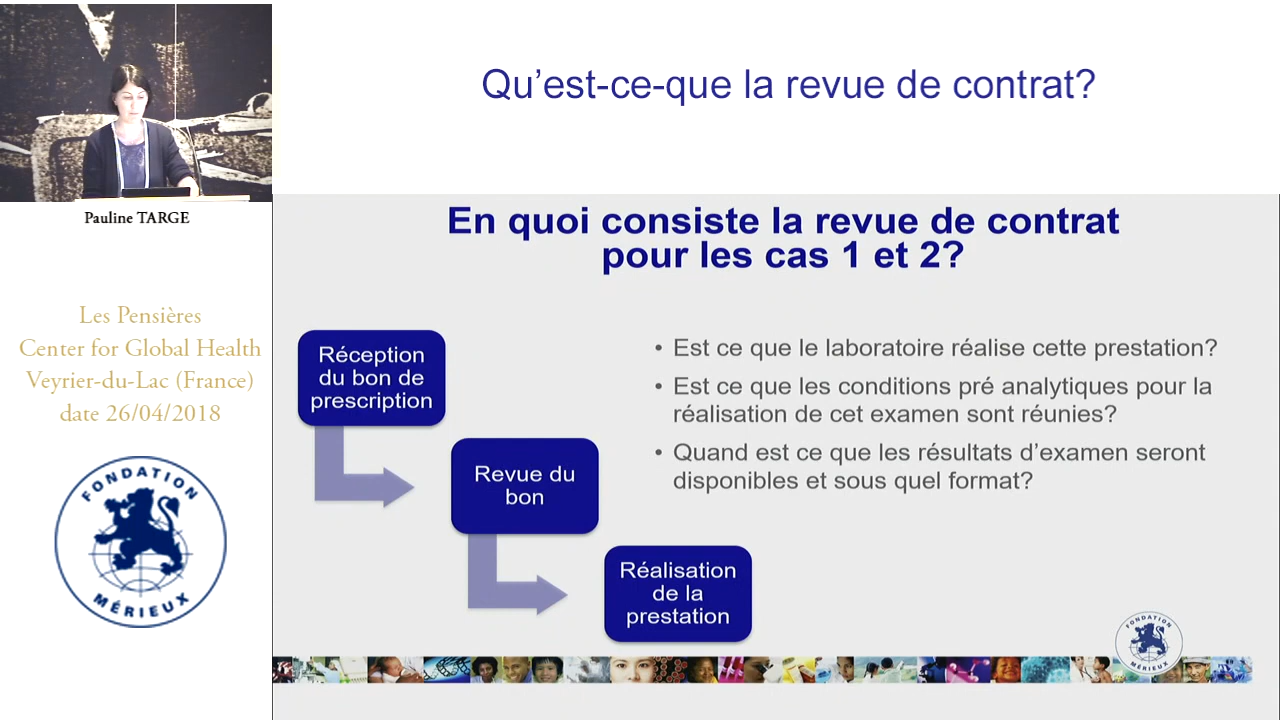 Qu'est-ce-que la revue de contrat?
Pauline TARGE
Les Pensières
Center for Global Health
Veyrier-du-Lac (France)
date 26/04/2018
FONDATION
MÉRIEUX
En quoi consiste la revue de contrat
pour les cas 1 et 2?
Réception
du bon de
prescription
Revue du
bon
Réalisation
de la
prestation
• Est ce que le laboratoire réalise cette prestation?
• Est ce que les conditions pré analytiques pour la
réalisation de cet examen sont réunies?
• Quand est ce que les résultats d'examen seront
disponibles et sous quel format?
FONDATION
MÉRIEUX